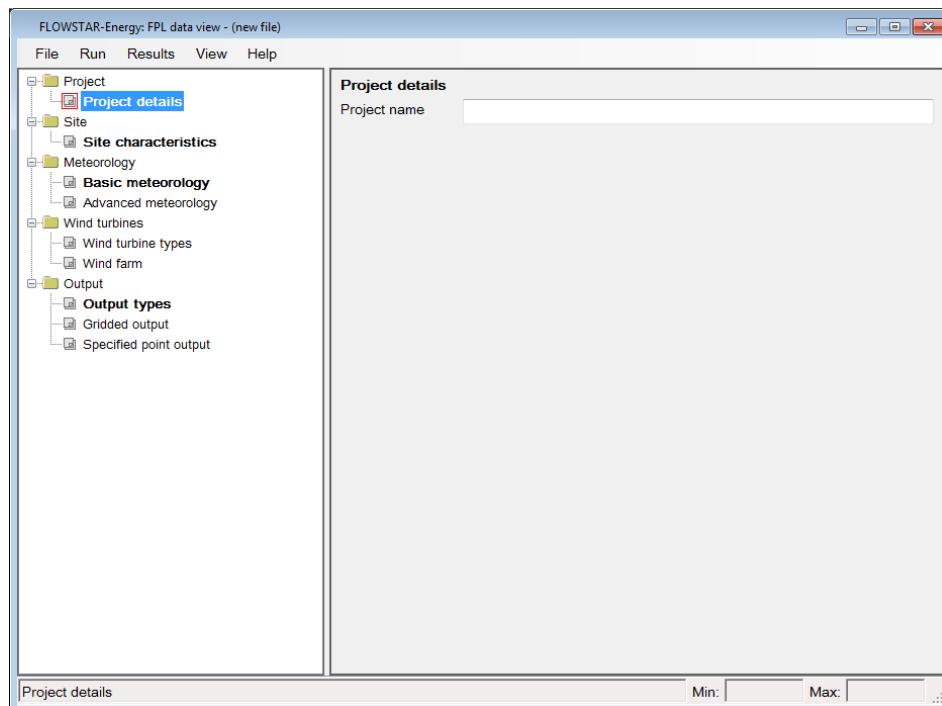 FLOWSTAR-Energy: FPL data view - (new file)
File Run Results View Help
Project
Project details
Site
Site characteristics
Meteorology
Basic meteorology
Advanced meteorology
Wind turbines
Wind turbine types
Wind farm
Output
Output types
Gridded output
Specified point output
Project details
Project name
Project details Min: Max: